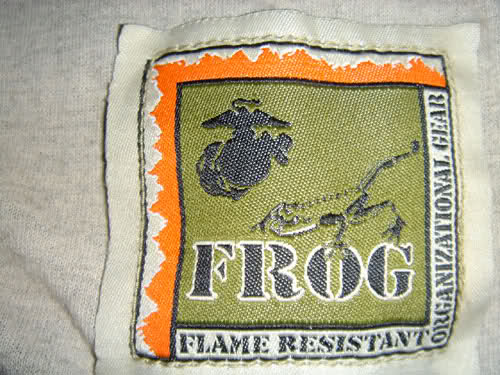 FROG
FLAME RESISTANT
ORGANIZATIONAL GEAR